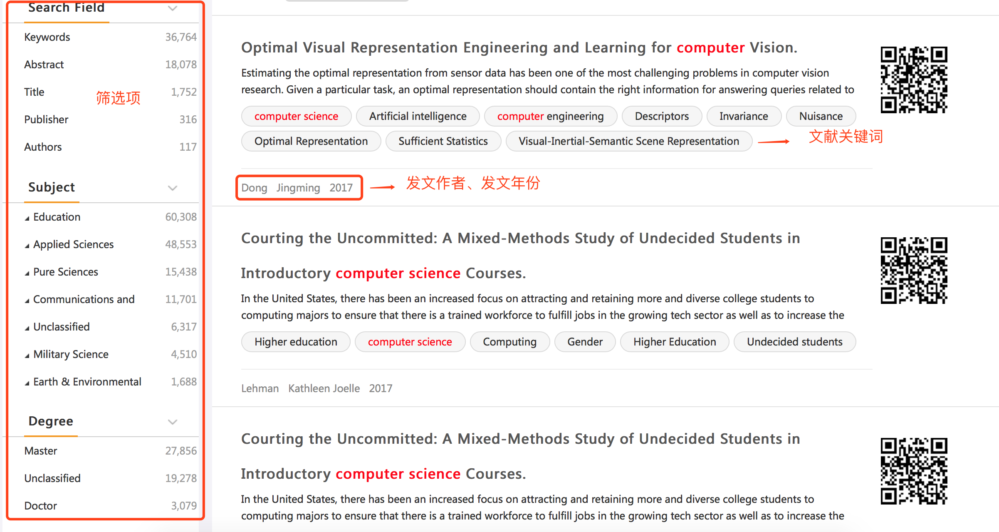 Search Field
Keywords 36,764
Abstract 18,078
Title 1,752
筛选项
Publisher 316
Authors 117
Subject
Education 60,308
Applied Sciences 48,553
Pure Sciences 15,438
Communications and 11,701
Unclassified 6,317
Military Science 4,510
Earth & Environmental 1,688
Degree
Master 27,856
Unclassified 19,278
Doctor 3,079
Optimal Visual Representation Engineering and Learning for computer Vision.
Estimating the optimal representation from sensor data has been one of the most challenging problems in computer vision
research. Given a particular task, an optimal representation should contain the right information for answering queries related to
computer science Artificial intelligence computer engineering Descriptors Invariance Nuisance
Optimal Representation Sufficient Statistics Visual-Inertial-Semantic Scene Representation
文献关键词
Dong Jingming 2017
发文作者、发文年份
Courting the Uncommitted: A Mixed-Methods Study of Undecided Students in
Introductory computer science Courses.
In the United States, there has been an increased focus on attracting and retaining more and diverse college students to
computing majors to ensure that there is a trained workforce to fulfill jobs in the growing tech sector as well as to increase the
Higher education computer science Computing Gender Higher Education Undecided students
Lehman Kathleen Joelle 2017
Courting the Uncommitted: A Mixed-Methods Study of Undecided Students in
Introductory computer science Courses.
In the United States, there has been an increased focus on attracting and retaining more and diverse college students to
computing majors to ensure that there is a trained workforce to fulfill jobs in the growing tech sector as well as to increase the